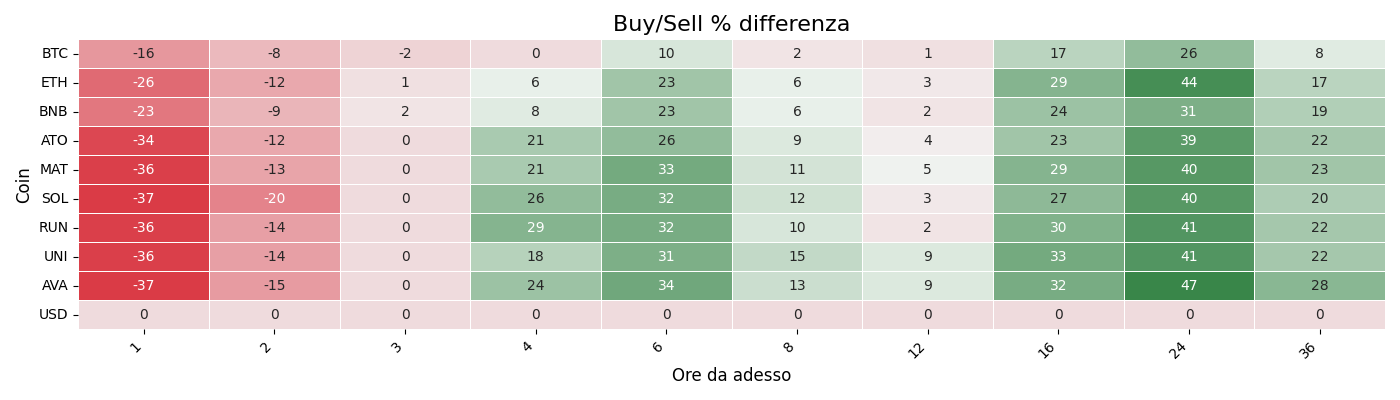 Buy/Sell % differenza
Coin
BTC -16 -8 -2 0 10 2 1 17 26 8
ETH -26 -12 1 6 23 6 3 29 44 17
BNB -23 -9 2 8 23 6 2 24 31 19
ATO -34 -12 0 21 26 9 4 23 39 22
MAT -36 -13 0 21 33 11 5 29 40 23
SOL -37 -20 0 26 32 12 3 27 40 20
RUN -36 -14 0 29 32 10 2 30 41 22
UNI -36 -14 0 18 31 15 9 33 41 22
AVA -37 -15 0 24 34 13 9 32 47 28
USD 0 0 0 0 0 0 0 0 0 0
1 2 3 4 6 8 12 16 24 36
Ore da adesso